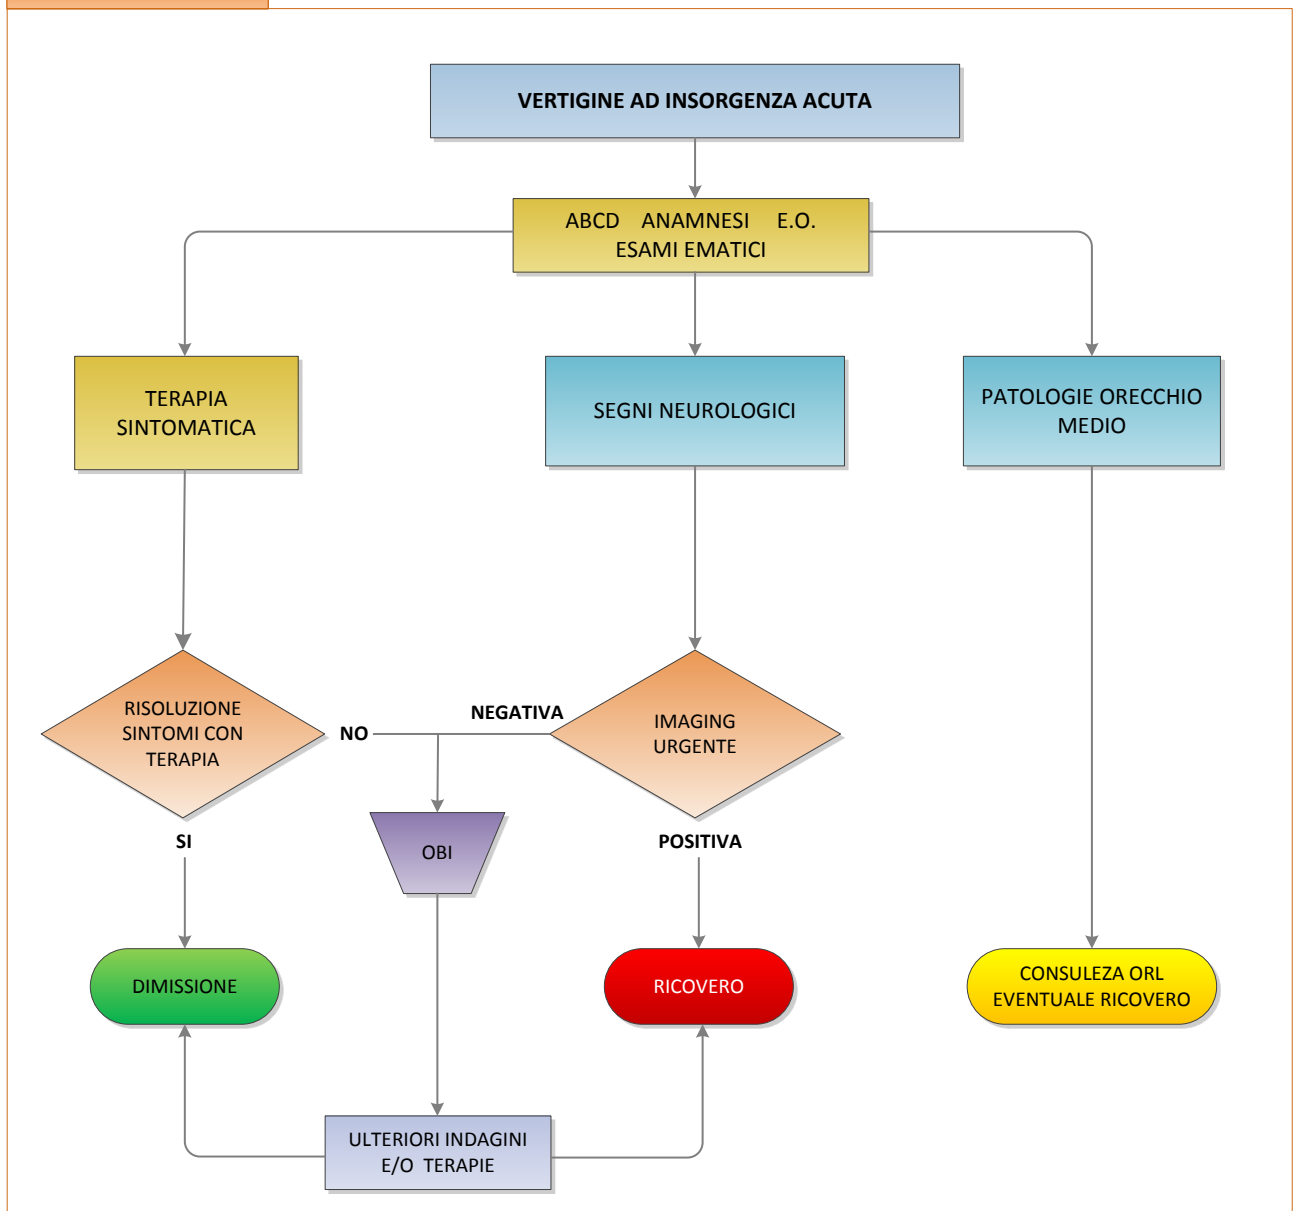 VERTIGINE AD INSORGENZA ACUTA
ABCD ANAMNESI E.O.
ESAMI EMATICI
TERAPIA
SINTOMATICA
SEGNI NEUROLOGICI
PATOLOGIE ORECCHIO
MEDIO
RISOLUZIONE
SINTOMI CON
TERAPIA
NO
NEGATIVA
IMAGING
URGENTE
SI
OBI
POSITIVA
DIMISSIONE
RICOVERO
CONSULEZA ORL
EVENTUALE RICOVERO
ULTERIORI INDAGINI
E/O TERAPIE